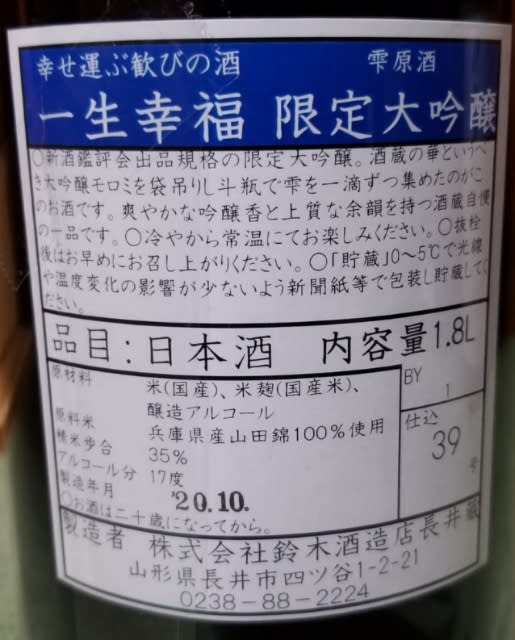 幸せ運ぶ歓びの酒 雫原酒
一生幸福 限定大吟醸
○新酒鑑評会出品規格の限定大吟醸。酒蔵の華というべ
き大吟醸モロミを袋吊りし斗瓶で雫を一滴ずつ集めたのがこ
のお酒です。爽やかな吟醸香と上質な余韻を持つ酒蔵自慢
の一品です。○冷やから常温にてお楽しみください。○抜栓
後はお早めにお召し上がりください。○「貯蔵」0～5℃で光線
や温度変化の影響が少ないよう新聞紙等で包装し貯蔵してく
ださい。
品目:日本酒 内容量1.8L
原材料 米(国産)、米麹(国産米)、
醸造アルコール
原料米 兵庫県産山田錦100%使用
精米歩合 35%
アルコール分 17度
製造年月 '20.10.
○お酒は二十歳になってから。
BY
1
仕込
39
号
製造者 株式会社鈴木酒造店長井蔵
山形県長井市四ツ谷1-2-21
0238-88-2224